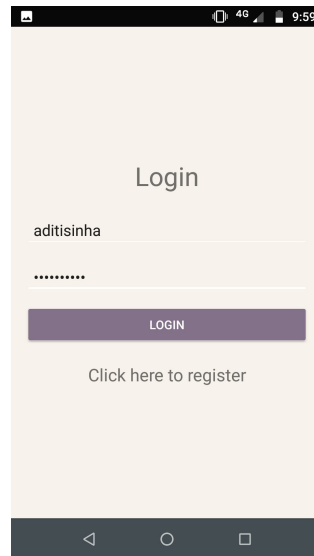 4G 9:59
Login
aditisinha
••••••••••
LOGIN
Click here to register